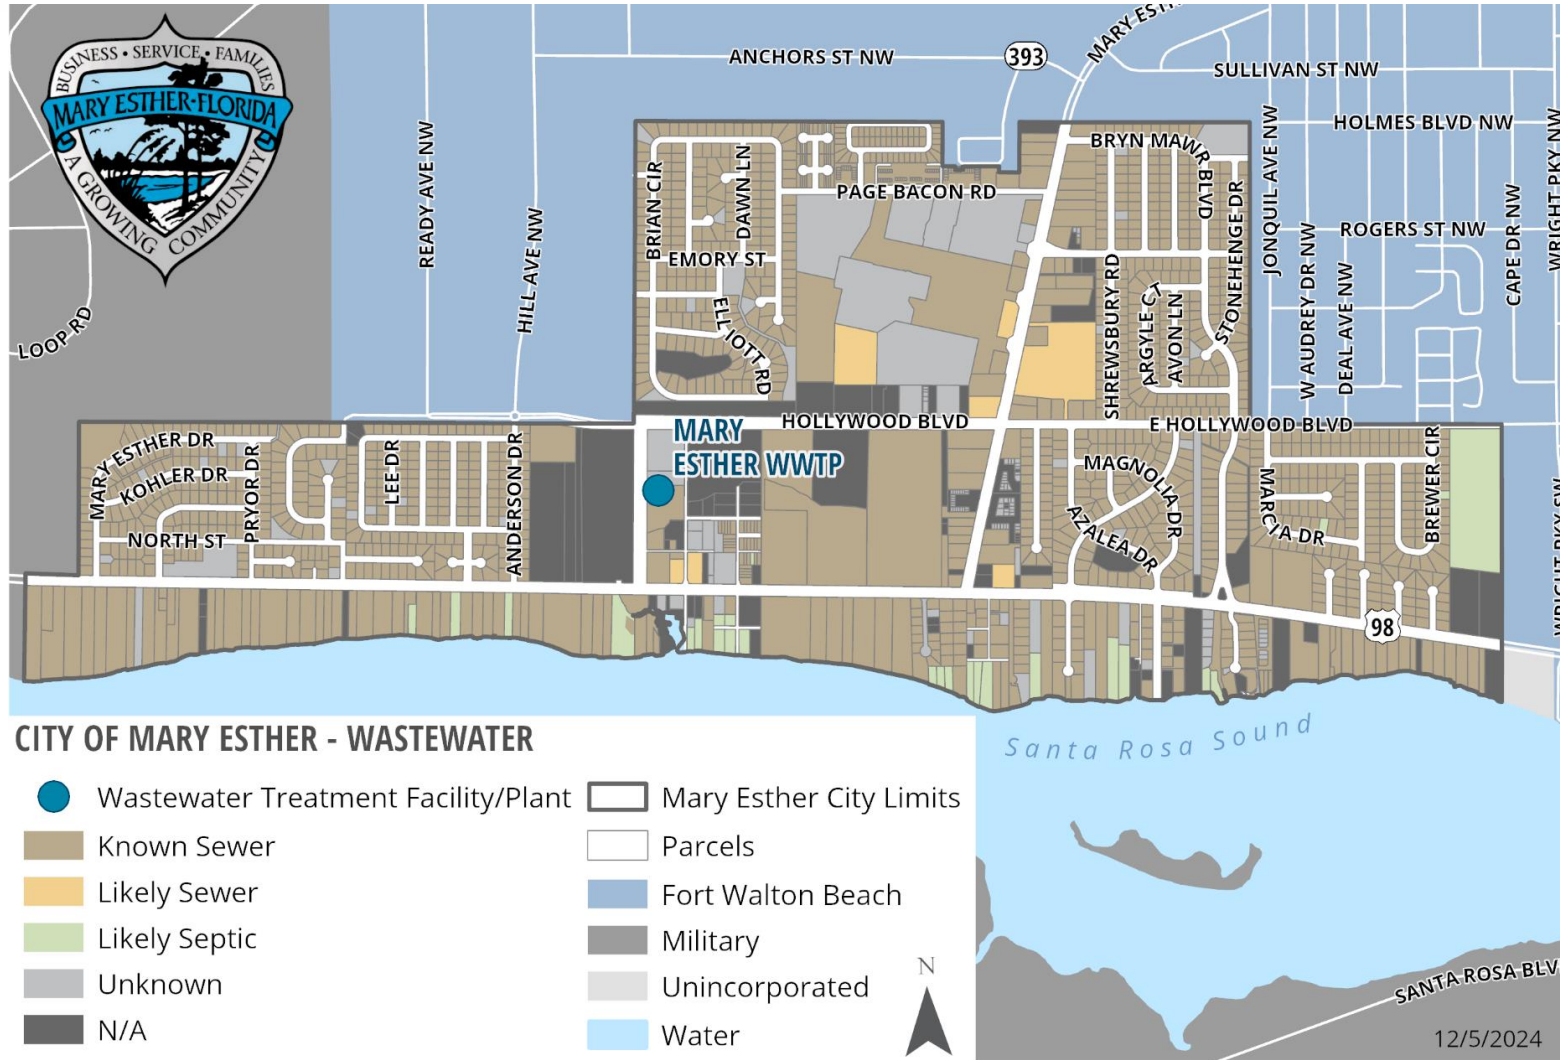 BUSINESS • SERVICE • FAMILIES
MARY ESTHER•FLORIDA
A GROWING COMMUNITY
ANCHORS ST NW
393
SULLIVAN ST NW
HOLMES BLVD NW
READY AVE NW
HILL AVE NW
LOOP RD
BRIAN CIR
DAWN LN
EMORY ST
ELLIOTT RD
PAGE BACON RD
BRYN MAWR BLVD
SHREWSBURY RD
ARGYLE CT
AVON LN
STONEHENGE DR
JONQUIL AVE NW
W AUDREY DR NW
DEAL AVE NW
ROGERS ST NW
CAPE DR NW
WRIGHT PKY NW
HOLLYWOOD BLVD
E HOLLYWOOD BLVD
MARY
ESTHER WWTP
MARY ESTHER DR
KOHLER DR
PRYOR DR
NORTH ST
LEE DR
ANDERSON DR
MAGNOLIA DR
AZALEA DR
MARCIA DR
BREWER CIR
98
Santa Rosa Sound
CITY OF MARY ESTHER - WASTEWATER
Wastewater Treatment Facility/Plant
Known Sewer
Likely Sewer
Likely Septic
Unknown
N/A
Mary Esther City Limits
Parcels
Fort Walton Beach
Military
Unincorporated
Water
N
SANTA ROSA BLV
12/5/2024